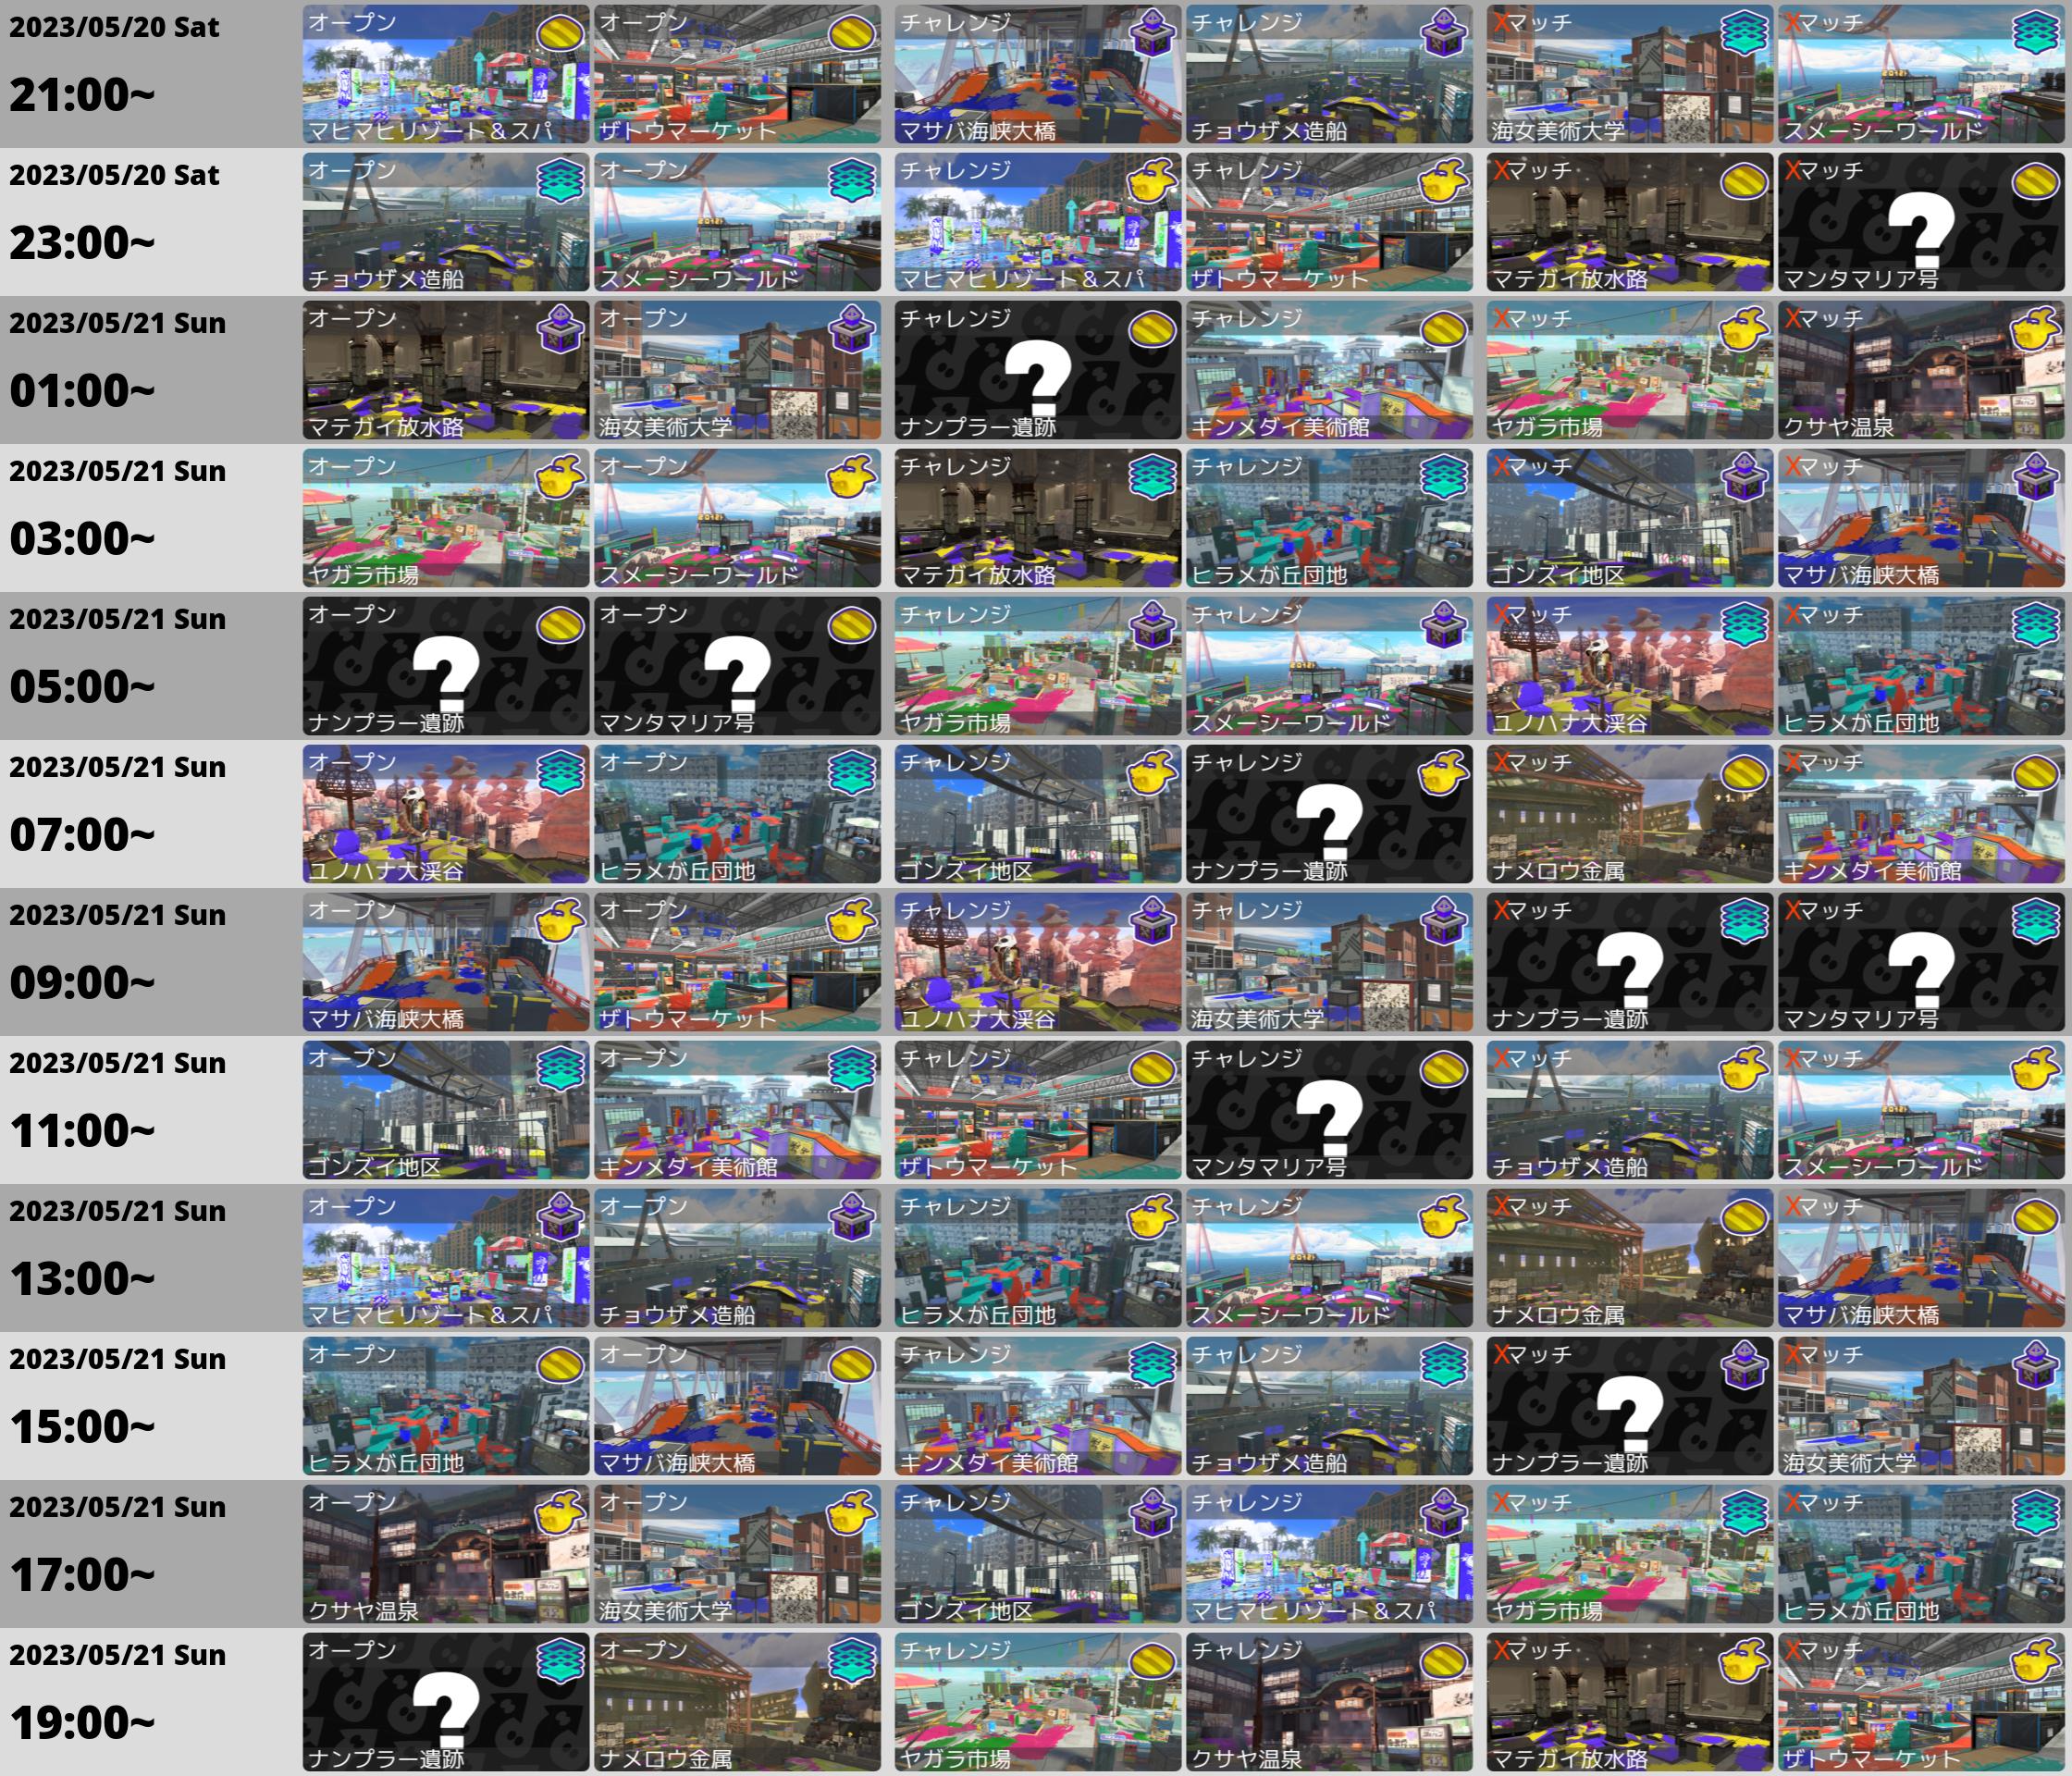 2023/05/20 Sat
21:00~
オープン オープン チャレンジ チャレンジ Xマッチ Xマッチ
マヒマヒリゾート＆スパ ザトウマーケット マサバ海峡大橋 チョウザメ造船 海女美術大学 スメーシーワールド
2023/05/20 Sat
23:00~
オープン オープン チャレンジ チャレンジ Xマッチ Xマッチ
チョウザメ造船 スメーシーワールド マヒマヒリゾート＆スパ ザトウマーケット マテガイ放水路 マンタマリア号
2023/05/21 Sun
01:00~
オープン オープン チャレンジ チャレンジ Xマッチ Xマッチ
マテガイ放水路 海女美術大学 ナンプラー遺跡 キンメダイ美術館 ヤガラ市場 クサヤ温泉
2023/05/21 Sun
03:00~
オープン オープン チャレンジ チャレンジ Xマッチ Xマッチ
ヤガラ市場 スメーシーワールド マテガイ放水路 ヒラメが丘団地 ゴンズイ地区 マサバ海峡大橋
2023/05/21 Sun
05:00~
オープン オープン チャレンジ チャレンジ Xマッチ Xマッチ
ナンプラー遺跡 マンタマリア号 ヤガラ市場 スメーシーワールド ユノハナ大渓谷 ヒラメが丘団地
2023/05/21 Sun
07:00~
オープン オープン チャレンジ チャレンジ Xマッチ Xマッチ
ユノハナ大渓谷 ヒラメが丘団地 ゴンズイ地区 ナンプラー遺跡 ナメロウ金属 キンメダイ美術館
2023/05/21 Sun
09:00~
オープン オープン チャレンジ チャレンジ Xマッチ Xマッチ
マサバ海峡大橋 ザトウマーケット ユノハナ大渓谷 海女美術大学 ナンプラー遺跡 マンタマリア号
2023/05/21 Sun
11:00~
オープン オープン チャレンジ チャレンジ Xマッチ Xマッチ
ゴンズイ地区 キンメダイ美術館 ザトウマーケット マンタマリア号 チョウザメ造船 スメーシーワールド
2023/05/21 Sun
13:00~
オープン オープン チャレンジ チャレンジ Xマッチ Xマッチ
マヒマヒリゾート＆スパ チョウザメ造船 ヒラメが丘団地 スメーシーワールド ナメロウ金属 マサバ海峡大橋
2023/05/21 Sun
15:00~
オープン オープン チャレンジ チャレンジ Xマッチ Xマッチ
ヒラメが丘団地 マサバ海峡大橋 キンメダイ美術館 チョウザメ造船 ナンプラー遺跡 海女美術大学
2023/05/21 Sun
17:00~
オープン オープン チャレンジ チャレンジ Xマッチ Xマッチ
クサヤ温泉 海女美術大学 ゴンズイ地区 マヒマヒリゾート＆スパ ヤガラ市場 ヒラメが丘団地
2023/05/21 Sun
19:00~
オープン オープン チャレンジ チャレンジ Xマッチ Xマッチ
ナンプラー遺跡 ナメロウ金属 ヤガラ市場 クサヤ温泉 マテガイ放水路 ザトウマーケット